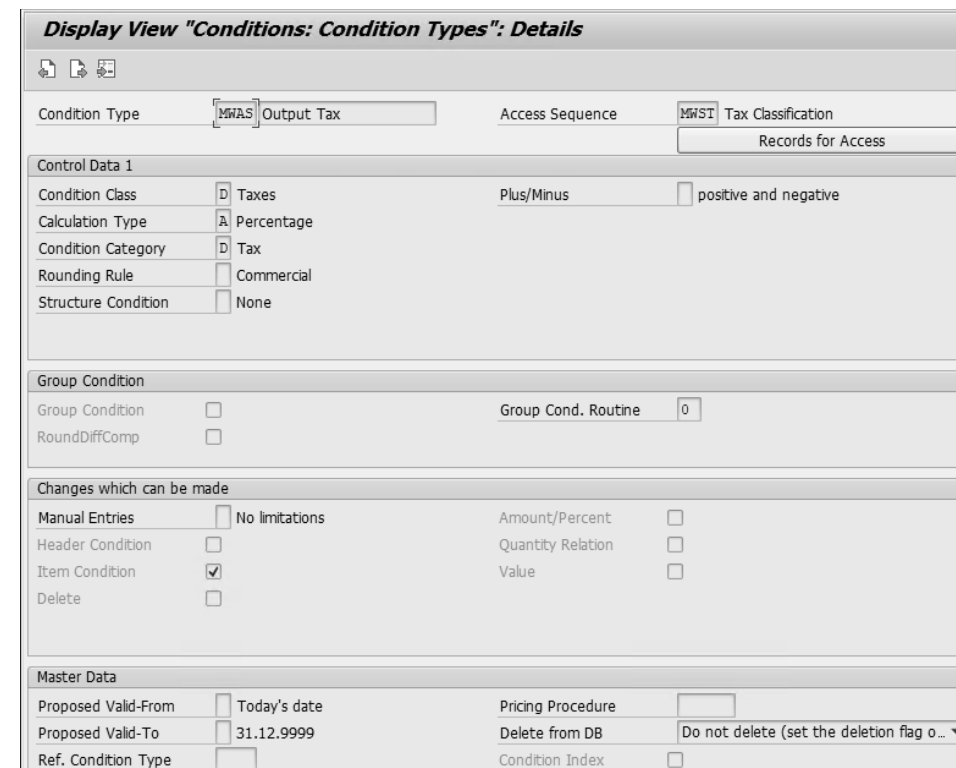 Display View "Conditions: Condition Types": Details
Condition Type MWAS Output Tax Access Sequence MWST Tax Classification
Records for Access
Control Data 1
Condition Class D Taxes Plus/Minus positive and negative
Calculation Type A Percentage
Condition Category D Tax
Rounding Rule Commercial
Structure Condition None
Group Condition
Group Condition Group Cond. Routine 0
RoundDiffComp
Changes which can be made
Manual Entries No limitations Amount/Percent
Header Condition Quantity Relation
Item Condition Value
Delete
Master Data
Proposed Valid-From Today's date Pricing Procedure
Proposed Valid-To 31.12.9999 Delete from DB Do not delete (set the deletion flag o...
Ref. Condition Type Condition Index